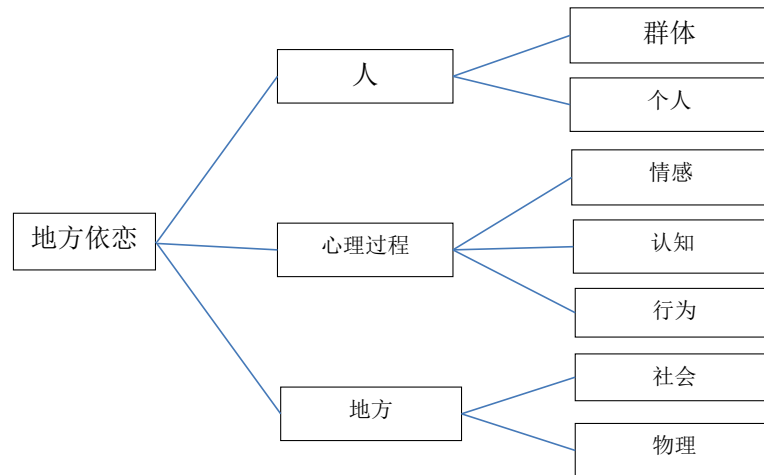 地方依恋
人
群体
个人
心理过程
情感
认知
行为
地方
社会
物理